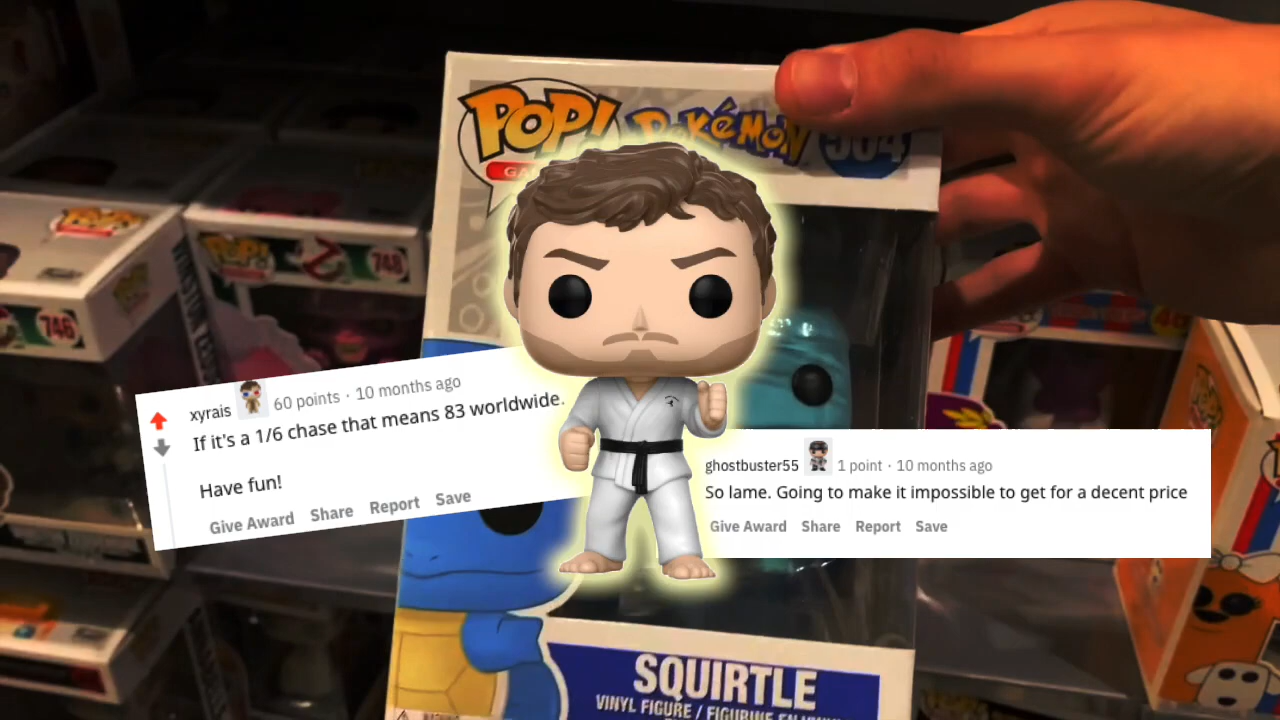 POP!
Pokémon
504
POP!
748
746
xyrais 60 points · 10 months ago
If it's a 1/6 chase that means 83 worldwide.
Have fun!
Give Award Share Report Save
ghostbuster55 1 point · 10 months ago
So lame. Going to make it impossible to get for a decent price
Give Award Share Report Save
SQUIRTLE
VINYL FIGURE / FIGURINE EN